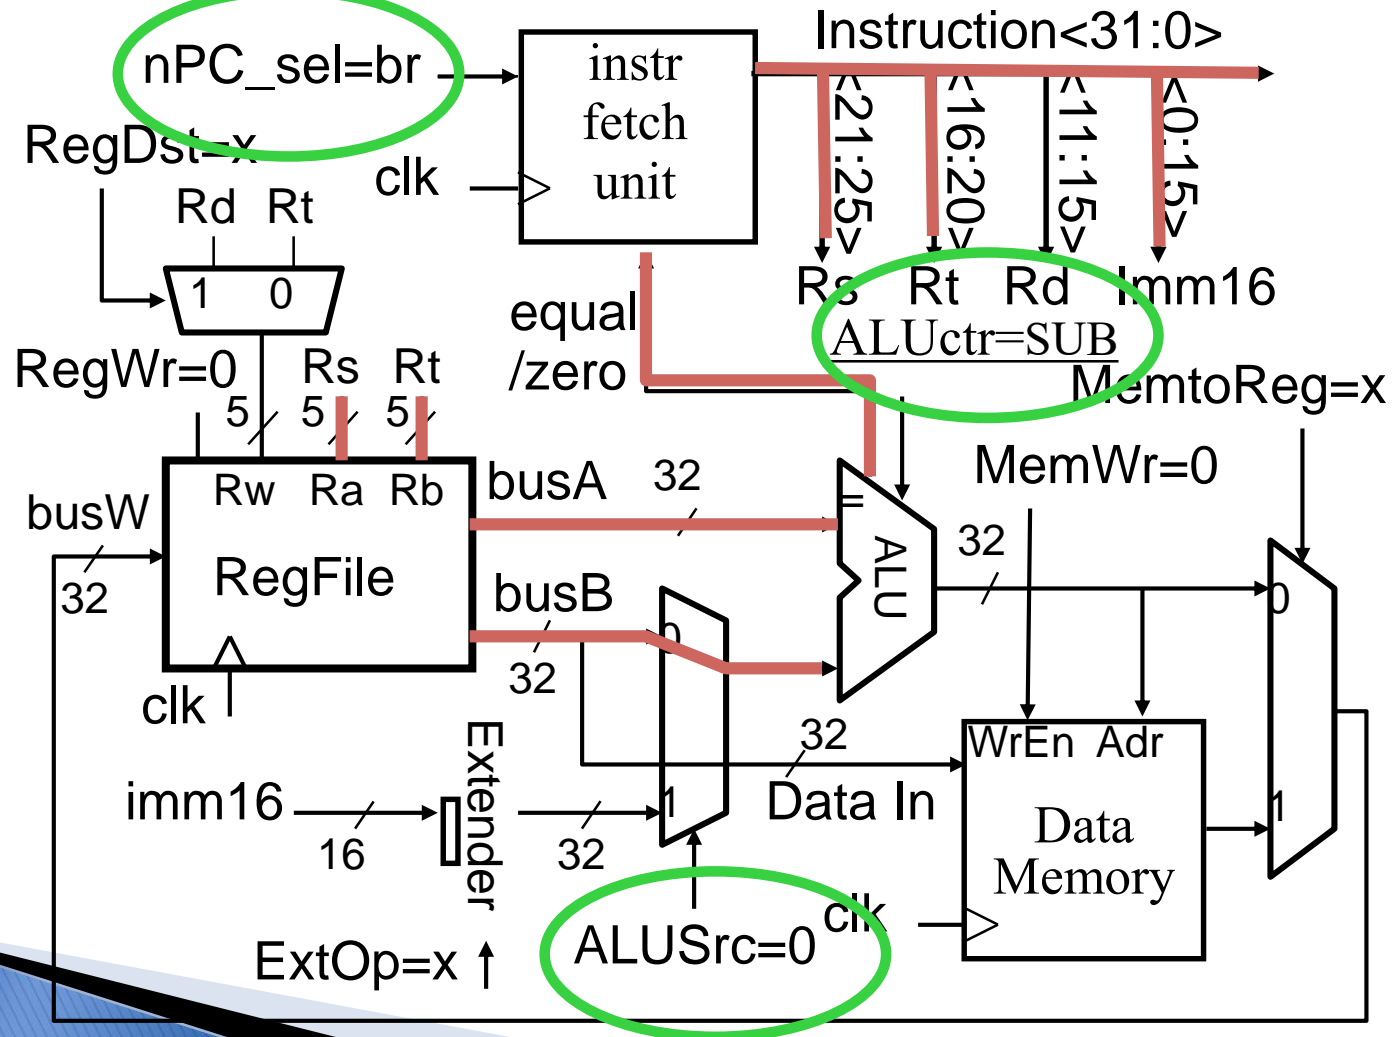 Instruction<31:0>
nPC_sel=br
instr
fetch
unit
<21:25>
<16:20>
<11:15>
<0:15>
RegDst=x
clk
Rd Rt
1 0
Rs Rt Rd Imm16
equal
/zero
ALUctr=SUB
RegWr=0
Rs Rt
MemtoReg=x
5 5 5
Rw Ra Rb
busA
32
MemWr=0
busW
32
RegFile
=
ALU
32
busB
32
0
0
clk
32
WrEn Adr
Extender
imm16
16
32
1
Data In
Data
Memory
1
clk
ExtOp=x
ALUSrc=0